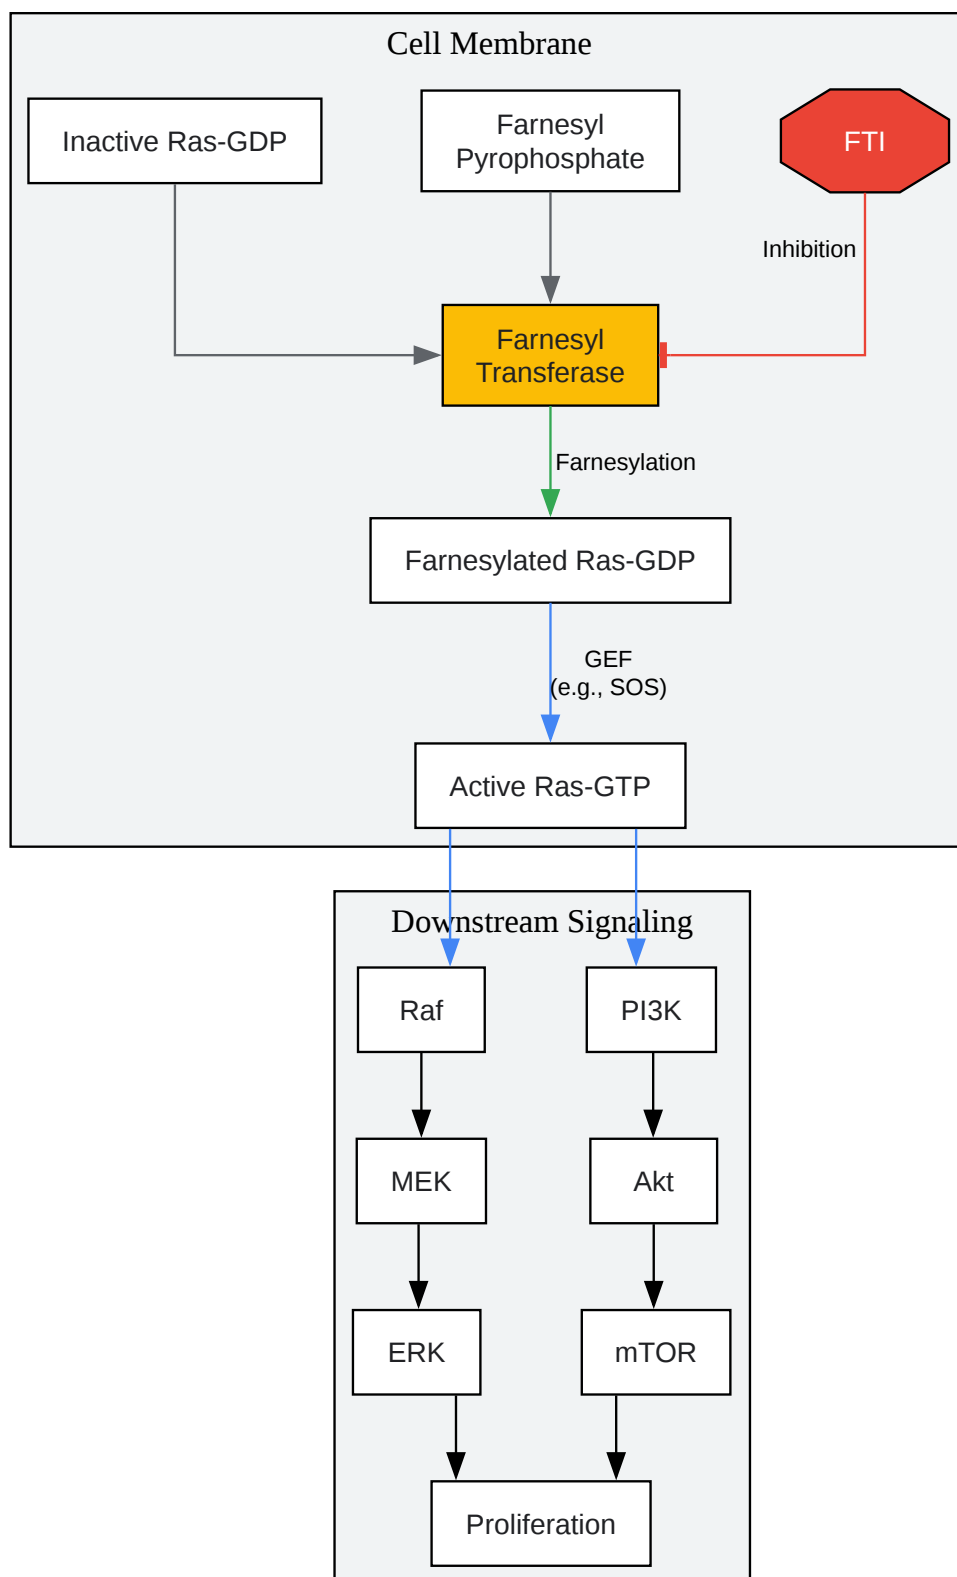 Cell Membrane
Inactive Ras-GDP
Farnesyl
Pyrophosphate
FTI
Inhibition
Farnesyl
Transferase
Farnesylation
Farnesylated Ras-GDP
GEF
(e.g., SOS)
Active Ras-GTP
Downstream Signaling
Raf
PI3K
MEK
Akt
ERK
mTOR
Proliferation